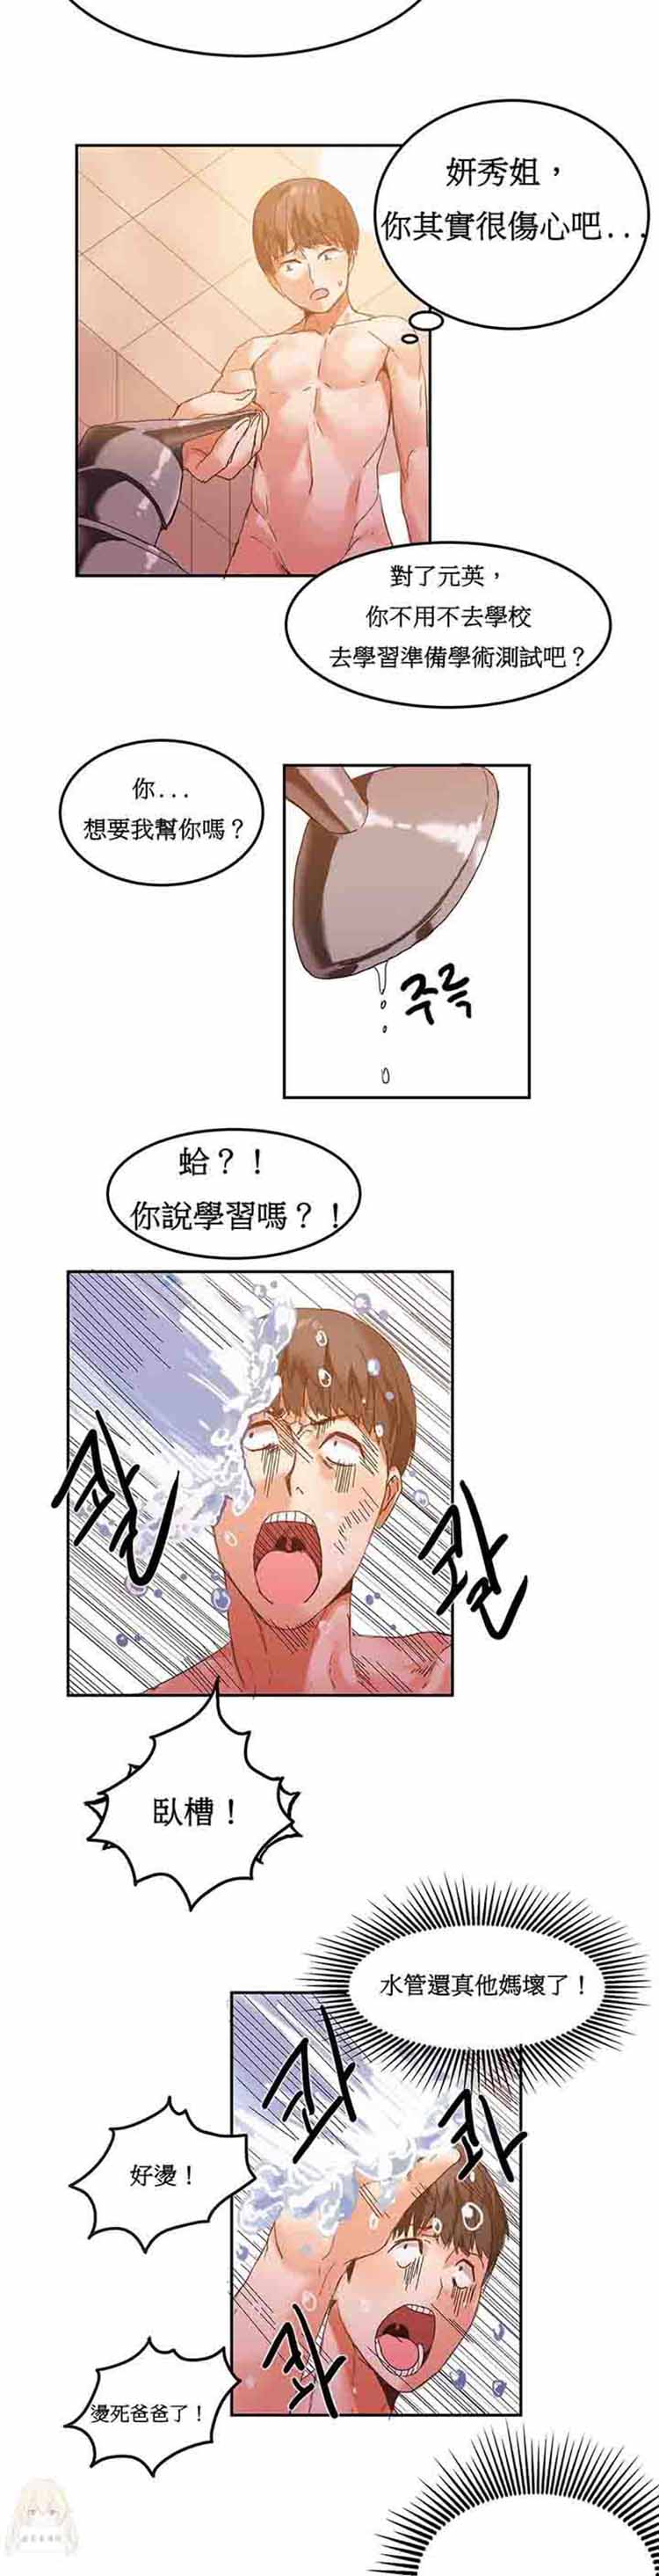 妍秀姐，
你其實很傷心吧...
對了元英，
你不用不去學校
去學習準備學術測試吧？
你...
想要我幫你嗎？
주륵
蛤？！
你說學習嗎？！
콸
콸
臥槽！
水管還真他媽壞了！
콰
콰
好燙！
콰
燙死爸爸了！